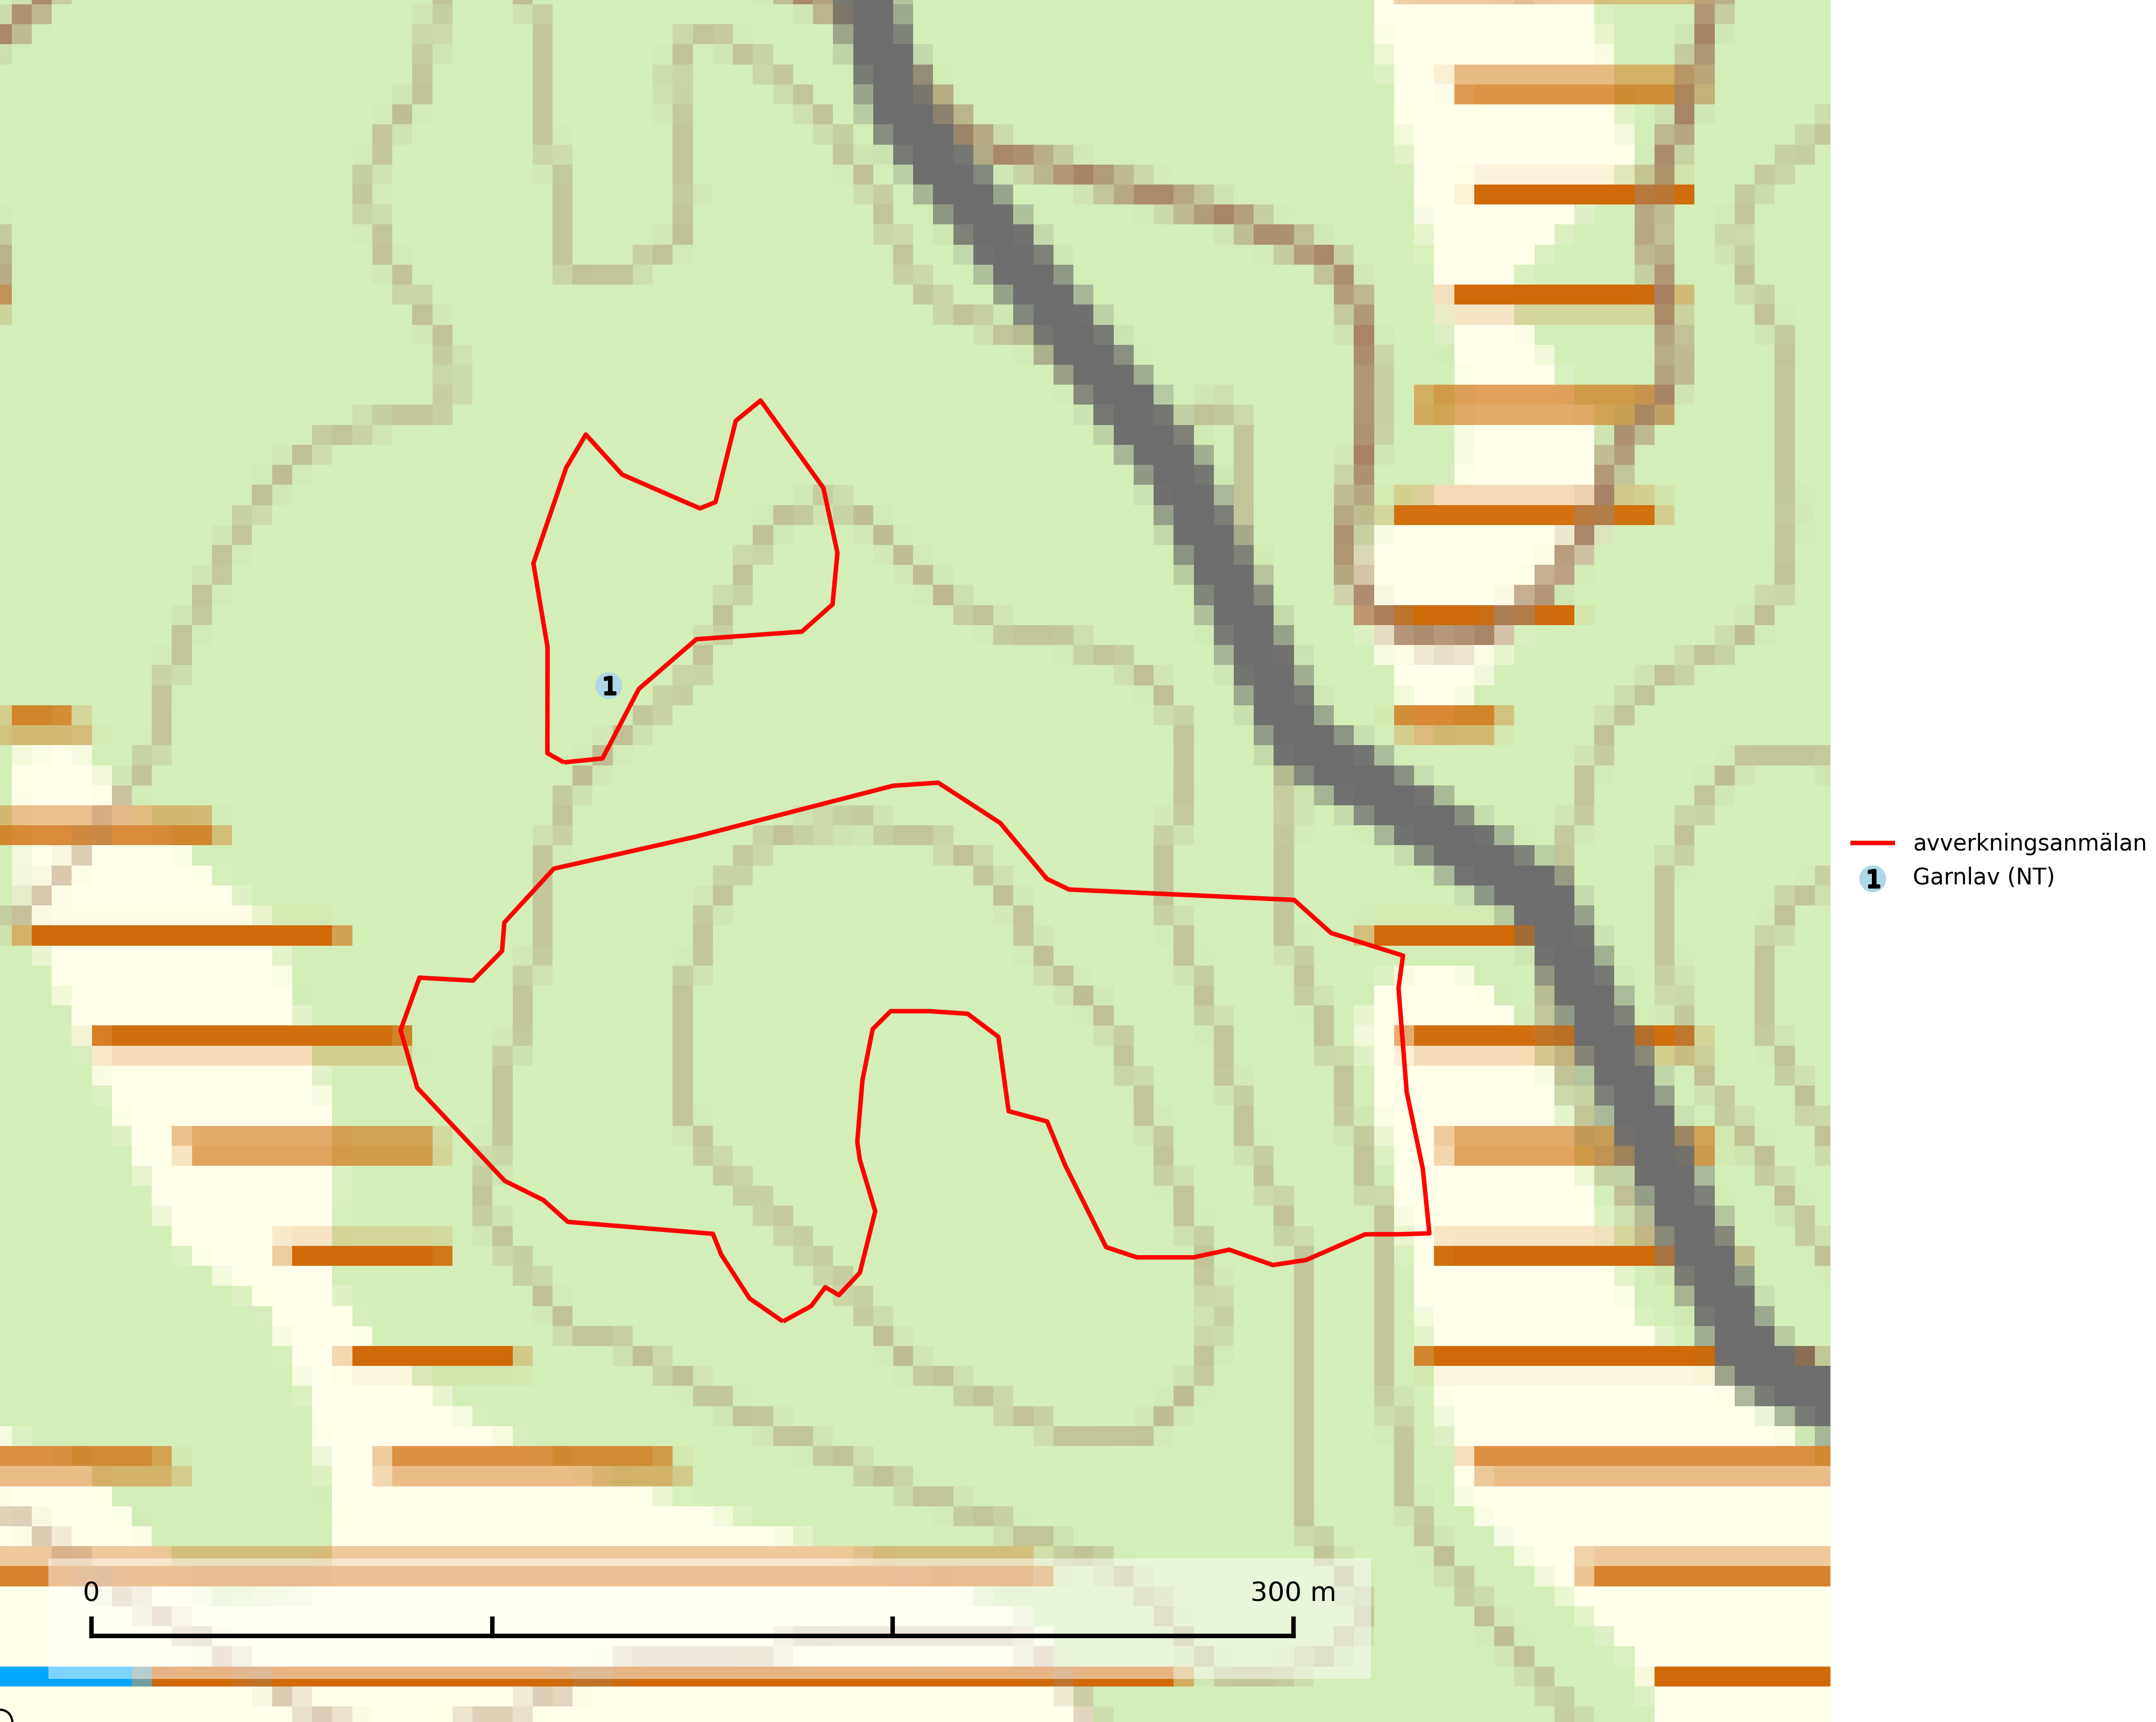 1
avverkningsanmälan
1 Garnlav (NT)
0 300 m